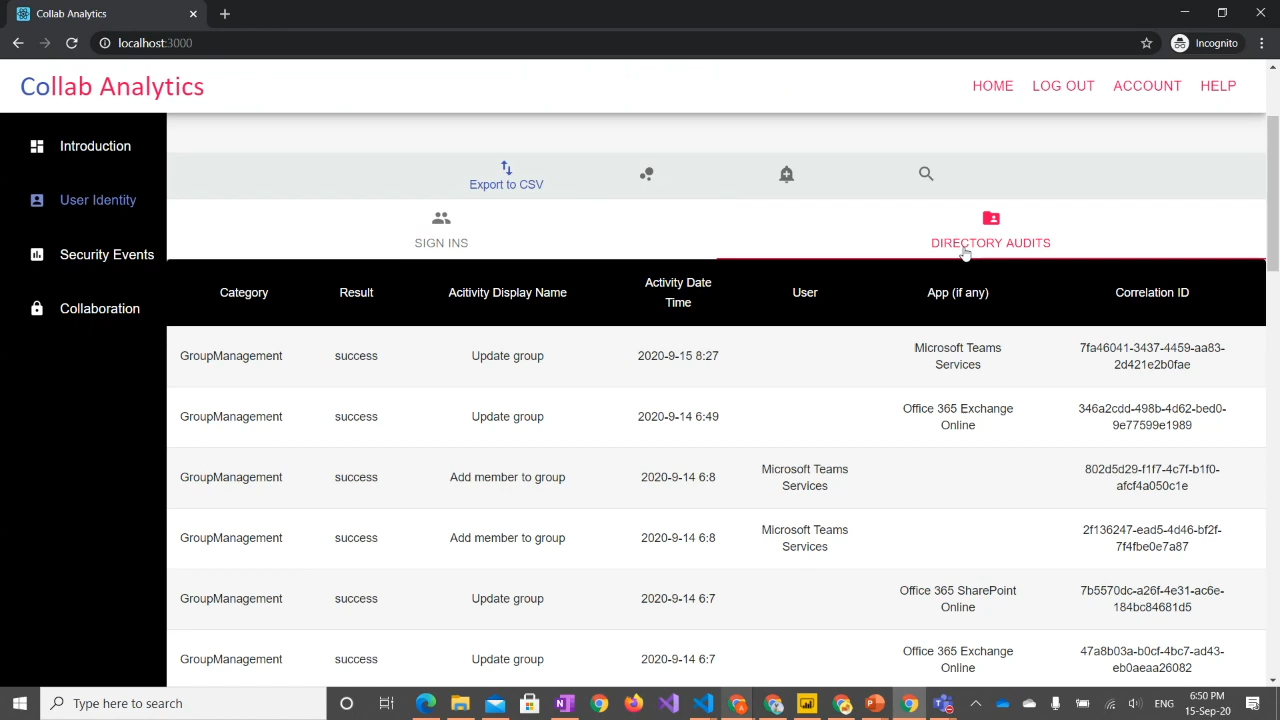 Collab Analytics
localhost:3000
Incognito
Collab Analytics
HOME LOG OUT ACCOUNT HELP
Introduction
User Identity
Security Events
Collaboration
Export to CSV
SIGN INS
DIRECTORY AUDITS
Category Result Acitivity Display Name Activity Date Time User App (if any) Correlation ID
GroupManagement success Update group 2020-9-15 8:27 Microsoft Teams Services 7fa46041-3437-4459-aa83-2d421e2b0fae
GroupManagement success Update group 2020-9-14 6:49 Office 365 Exchange Online 346a2cdd-498b-4d62-bed0-9e77599e1989
GroupManagement success Add member to group 2020-9-14 6:8 Microsoft Teams Services 802d5d29-f1f7-4c7f-b1f0-afcf4a050c1e
GroupManagement success Add member to group 2020-9-14 6:8 Microsoft Teams Services 2f136247-ead5-4d46-bf2f-7f4fbe0e7a87
GroupManagement success Update group 2020-9-14 6:7 Office 365 SharePoint Online 7b5570dc-a26f-4e31-ac6e-184bc84681d5
GroupManagement success Update group 2020-9-14 6:7 Office 365 Exchange Online 47a8b03a-b0cf-4bc7-ad43-eb0aeaa26082
Type here to search
ENG
6:50 PM
15-Sep-20